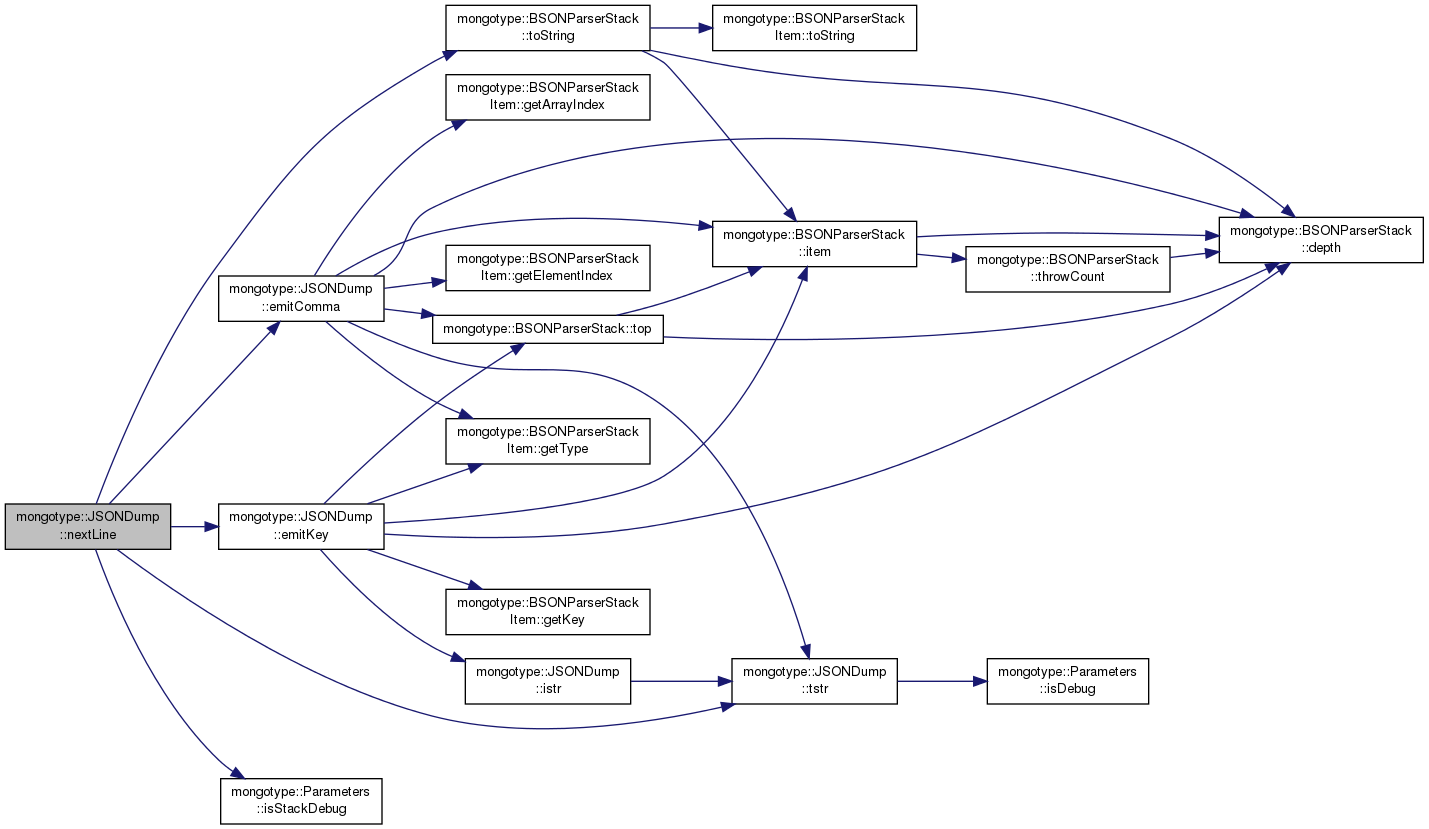 mongotype::BSONParserStack
::toString
mongotype::BSONParserStack
Item::toString
mongotype::BSONParserStack
Item::getArrayIndex
mongotype::BSONParserStack
::item
mongotype::BSONParserStack
::depth
mongotype::BSONParserStack
Item::getElementIndex
mongotype::BSONParserStack
::throwCount
mongotype::JSONDump
::emitComma
mongotype::BSONParserStack::top
mongotype::BSONParserStack
Item::getType
mongotype::JSONDump
::nextLine
mongotype::JSONDump
::emitKey
mongotype::BSONParserStack
Item::getKey
mongotype::JSONDump
::istr
mongotype::JSONDump
::tstr
mongotype::Parameters
::isDebug
mongotype::Parameters
::isStackDebug